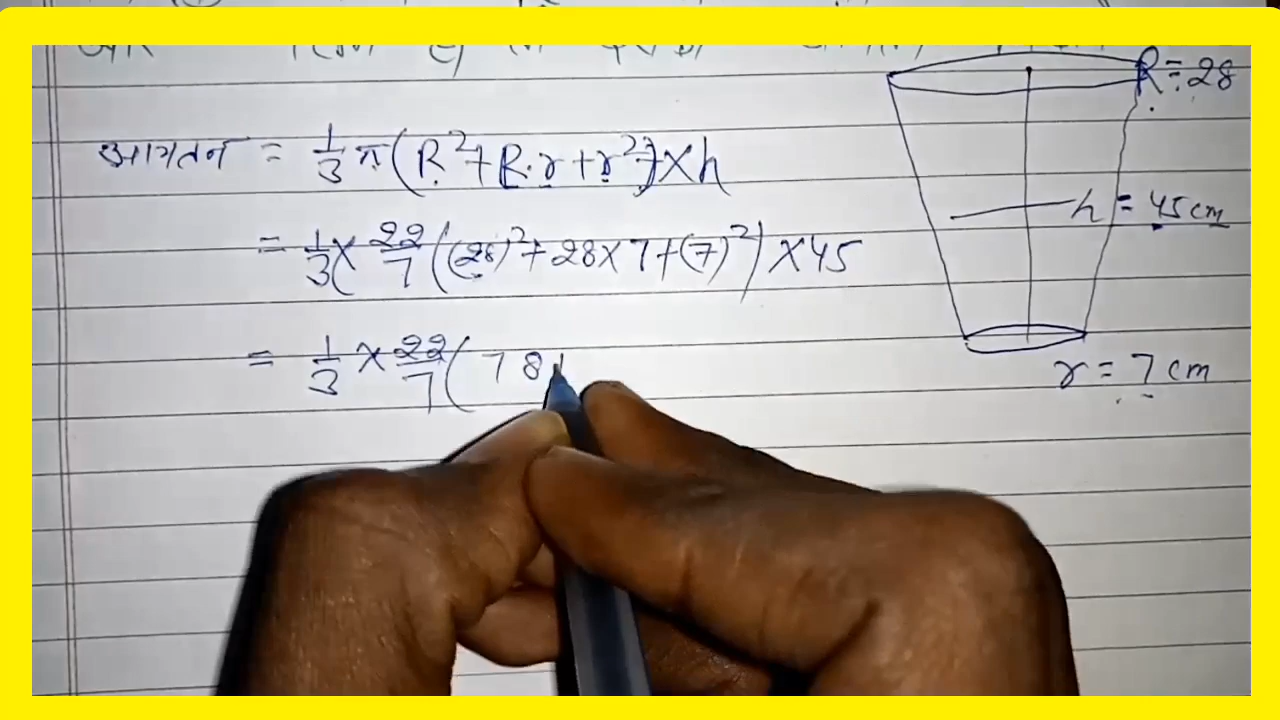 R = 28
आयतन = 1/3 π (R² + R·r + r²) × h
= 1/3 × 22/7 ((28)² + 28 × 7 + (7)²) × 45
h = 45 cm
= 1/3 × 22/7 ( 78
r = 7 cm